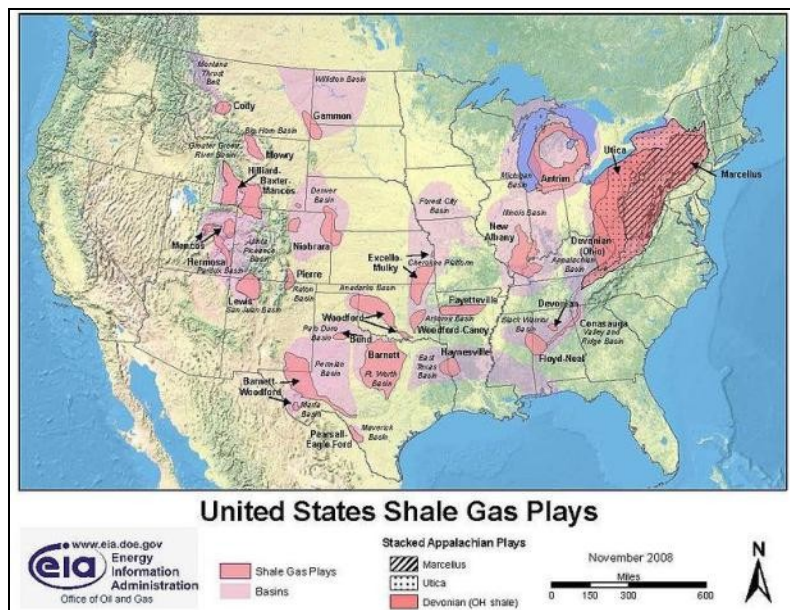 Montana
Thrust
Belt
Cody
Williston Basin
Gammon
Big Horn Basin
Mowry
Greater Green
River Basin
Hilliard-
Baxter-
Mancos
Denver
Basin
Niobrara
Mancos
Hermosa
Paradox Basin
Piceance
Basin
Lewis
San Juan Basin
Pierre
Raton
Basin
Anadarko Basin
Woodford
Palo Duro
Basin
Bend
Barnett
Ft. Worth
Basin
Permian
Basin
Barnett-
Woodford
Marfa
Basin
Pearsall-
Eagle Ford
Maverick
Basin
Forest City
Basin
Excello-
Mulky
Cherokee Platform
Fayetteville
Arkoma Basin
Woodford-Caney
East
Texas
Basin
Haynesville
Black Warrior
Basin
Floyd-Neal
Devonian
Conasauga
Valley and
Ridge Basin
Michigan
Basin
Antrim
Illinois Basin
New
Albany
Devonian
(Ohio)
Appalachian
Basin
Utica
Marcellus
United States Shale Gas Plays
eia
www.eia.doe.gov
Energy
Information
Administration
Office of Oil and Gas
Shale Gas Plays
Basins
Stacked Appalachian Plays
Marcellus
Utica
Devonian (OH shale)
November 2008
Miles
0 150 300 600
N